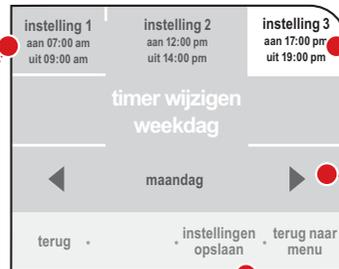 instelling 1
aan 07:00 am
uit 09:00 am
instelling 2
aan 12:00 pm
uit 14:00 pm
instelling 3
aan 17:00 pm
uit 19:00 pm
timer wijzigen
weekdag
maandag
terug
instellingen
opslaan
terug naar
menu